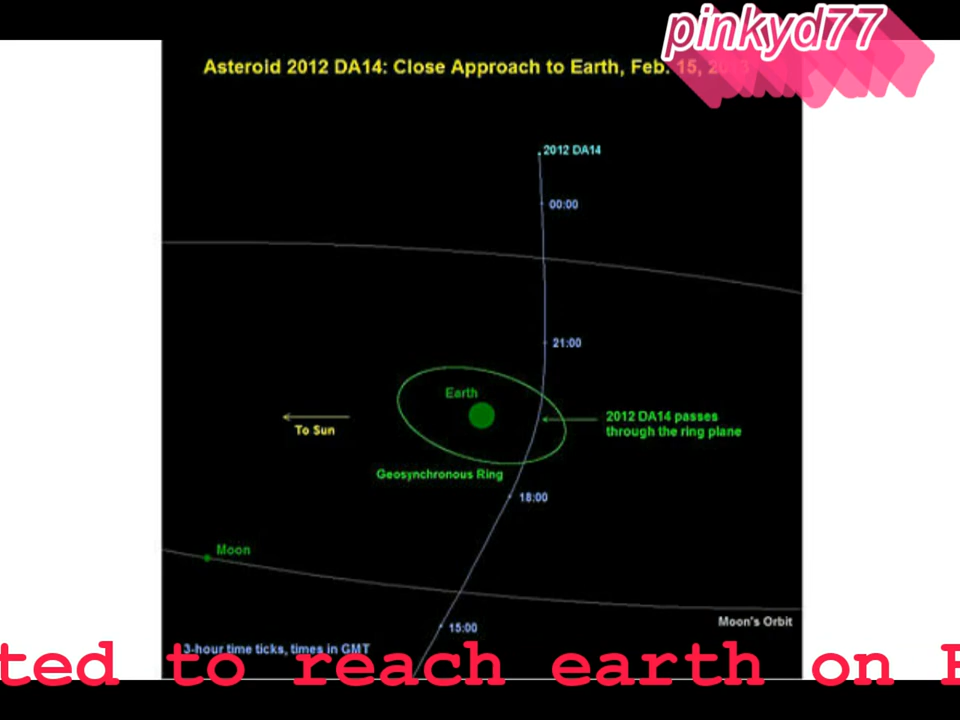 pinkyd77
Asteroid 2012 DA14: Close Approach to Earth, Feb. 15, 2013
2012 DA14
00:00
21:00
Earth
2012 DA14 passes
through the ring plane
To Sun
Geosynchronous Ring
18:00
Moon
Moon's Orbit
15:00
3-hour time ticks, times in GMT
ted to reach earth on